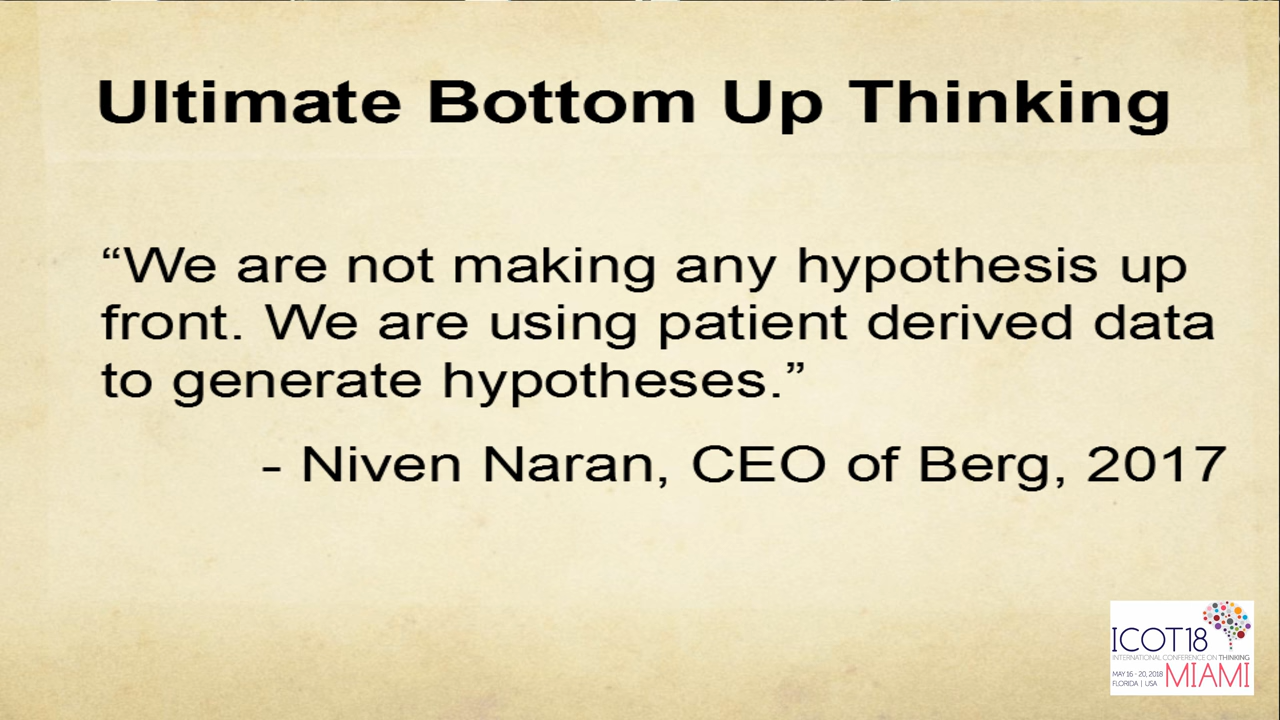 Ultimate Bottom Up Thinking
“We are not making any hypothesis up
front. We are using patient derived data
to generate hypotheses.”
- Niven Naran, CEO of Berg, 2017
ICOT18
INTERNATIONAL CONFERENCE ON THINKING
MAY 16 - 20, 2018
FLORIDA | USA
MIAMI